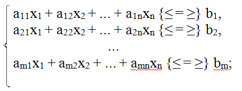 a₁₁x₁ + a₁₂x₂ + ... + a₁ₙxₙ {≤ = ≥} b₁,
a₂₁x₁ + a₂₂x₂ + ... + a₂ₙxₙ {≤ = ≥} b₂,
...
aₘ₁x₁ + aₘ₂x₂ + ... + aₘₙxₙ {≤ = ≥} bₘ;